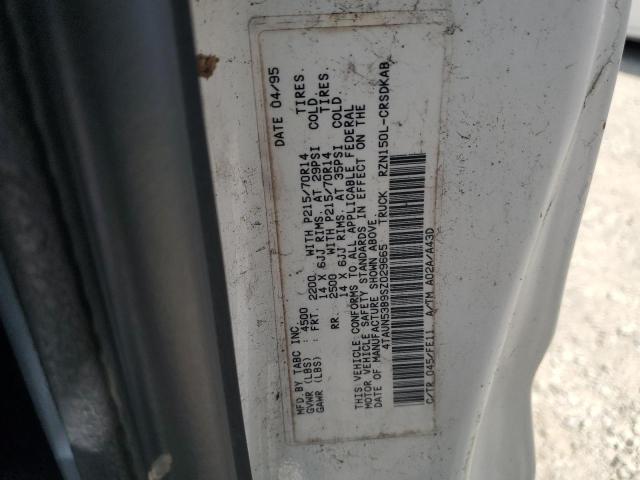 MFD BY TABC INC. DATE 04/95
GVWR (LBS) : 4500 WITH P215/70R14 TIRES.
GAWR (LBS) : FRT. 2200 14 X 6JJ RIMS. AT 29PSI COLD.
RR. 2500 WITH P215/70R14 TIRES.
14 X 6JJ RIMS. AT 35PSI COLD.
THIS VEHICLE CONFORMS TO ALL APPLICABLE FEDERAL
MOTOR VEHICLE SAFETY STANDARDS IN EFFECT ON THE
DATE OF MANUFACTURE SHOWN ABOVE.
4TAUN53B9SZ029665 TRUCK RZN150L-CRSDKAB
C/TR 045/FE11 A/TM A02A/A43D